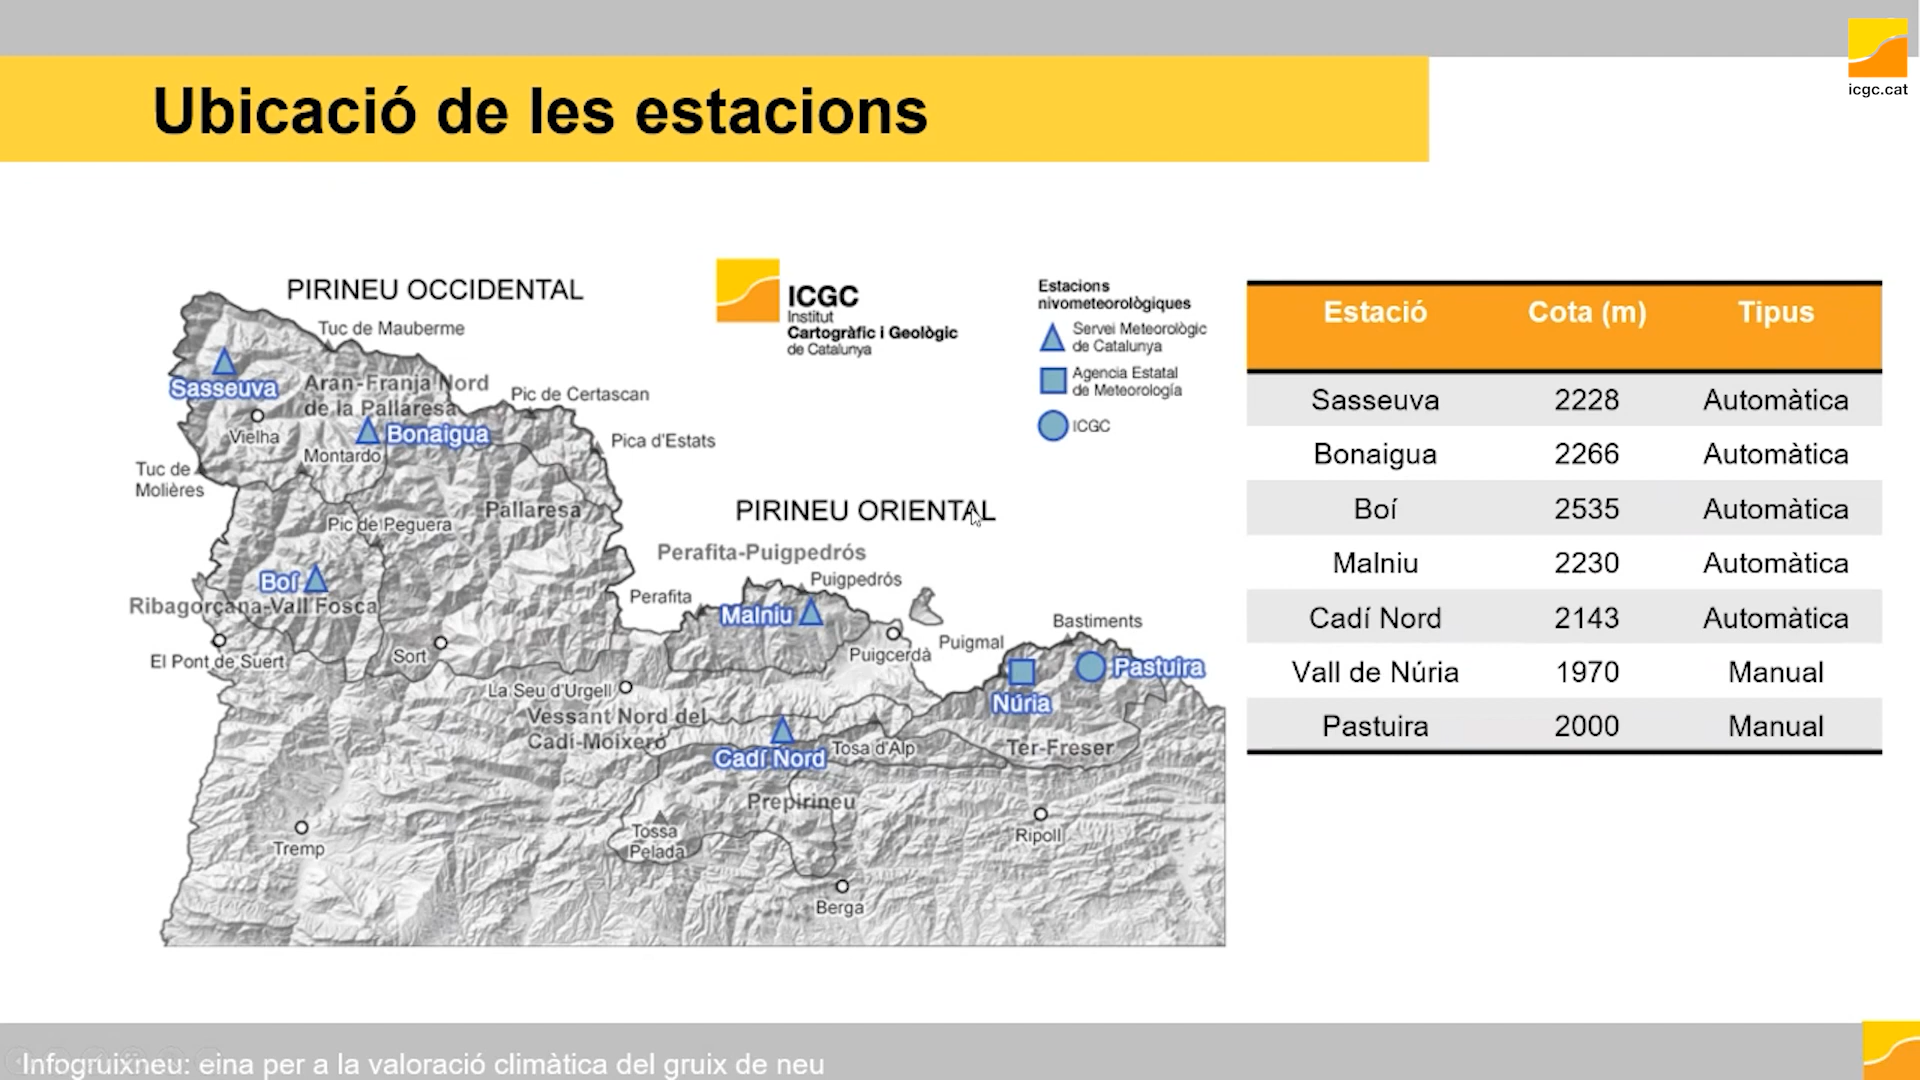 icgc.cat
Ubicació de les estacions
PIRINEU OCCIDENTAL
Tuc de Mauberme
Sasseuva
Aran-Franja Nord
de la Pallaresa
Pic de Certascan
Vielha
Bonaigua
Pica d'Estats
Montardo
Tuc de
Molières
Pic de Peguera
Pallaresa
Boí
Ribagorçana-Vall Fosca
El Pont de Suert
Sort
ICGC
Institut
Cartogràfic i Geològic
de Catalunya
Estacions
nivometeorològiques
Servei Meteorològic
de Catalunya
Agencia Estatal
de Meteorología
ICGC
PIRINEU ORIENTAL
Perafita-Puigpedrós
Puigpedrós
Perafita
Malniu
Puigcerdà
Puigmal
Bastiments
Pastuira
Núria
La Seu d'Urgell
Vessant Nord del
Cadí-Moixeró
Cadí Nord
Tosa d'Alp
Ter-Freser
Prepirineu
Tossa
Pelada
Tremp
Ripoll
Berga
Estació Cota (m) Tipus
Sasseuva 2228 Automàtica
Bonaigua 2266 Automàtica
Boí 2535 Automàtica
Malniu 2230 Automàtica
Cadí Nord 2143 Automàtica
Vall de Núria 1970 Manual
Pastuira 2000 Manual
Infogruixneu: eina per a la valoració climàtica del gruix de neu